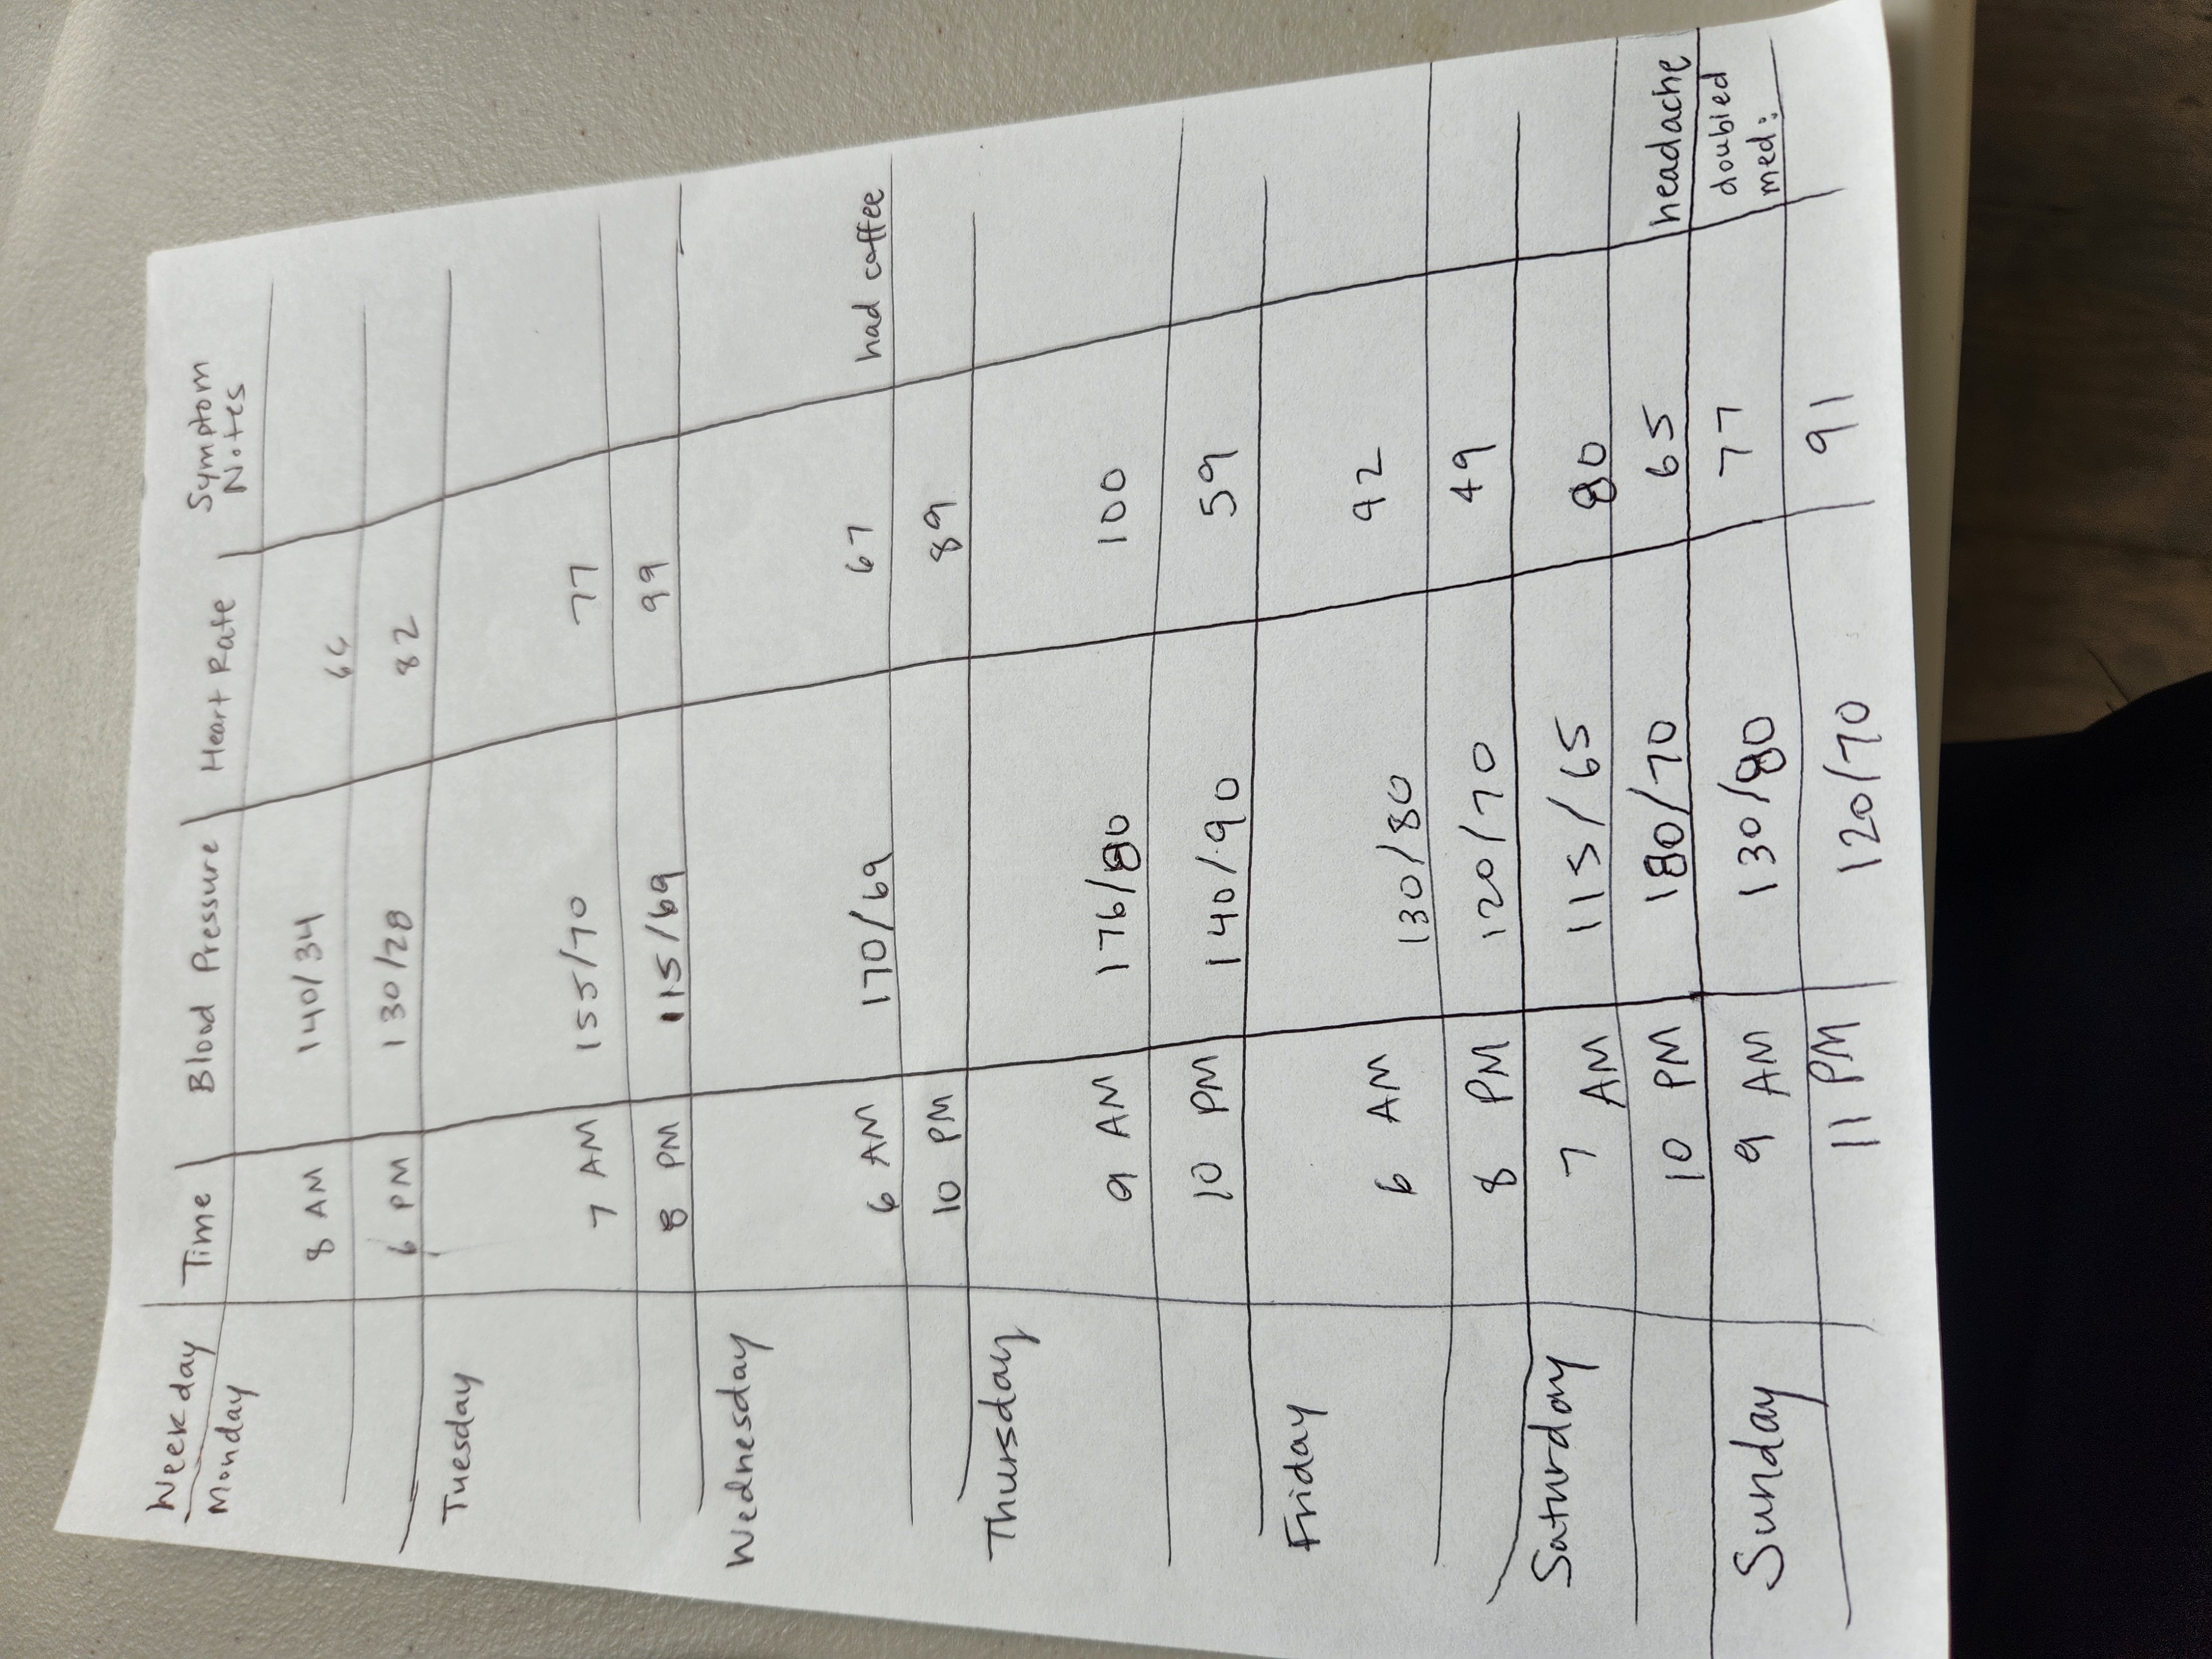 Weekday Time Blood Pressure Heart Rate Symptom Notes
Monday
8 AM 140/34
6 PM 130/28 82
Tuesday
7 AM 155/70 77
8 PM 115/69 99
Wednesday
6 AM 170/69 67 had coffee
10 PM 89
Thursday
9 AM 176/80 100
10 PM 140/90 59
Friday
6 AM 130/80 92
8 PM 120/70 49
Saturday 7 AM 115/65 80
10 PM 180/70 65 headache
Sunday 9 AM 130/80 77 doubled med:
11 PM 120/70 91